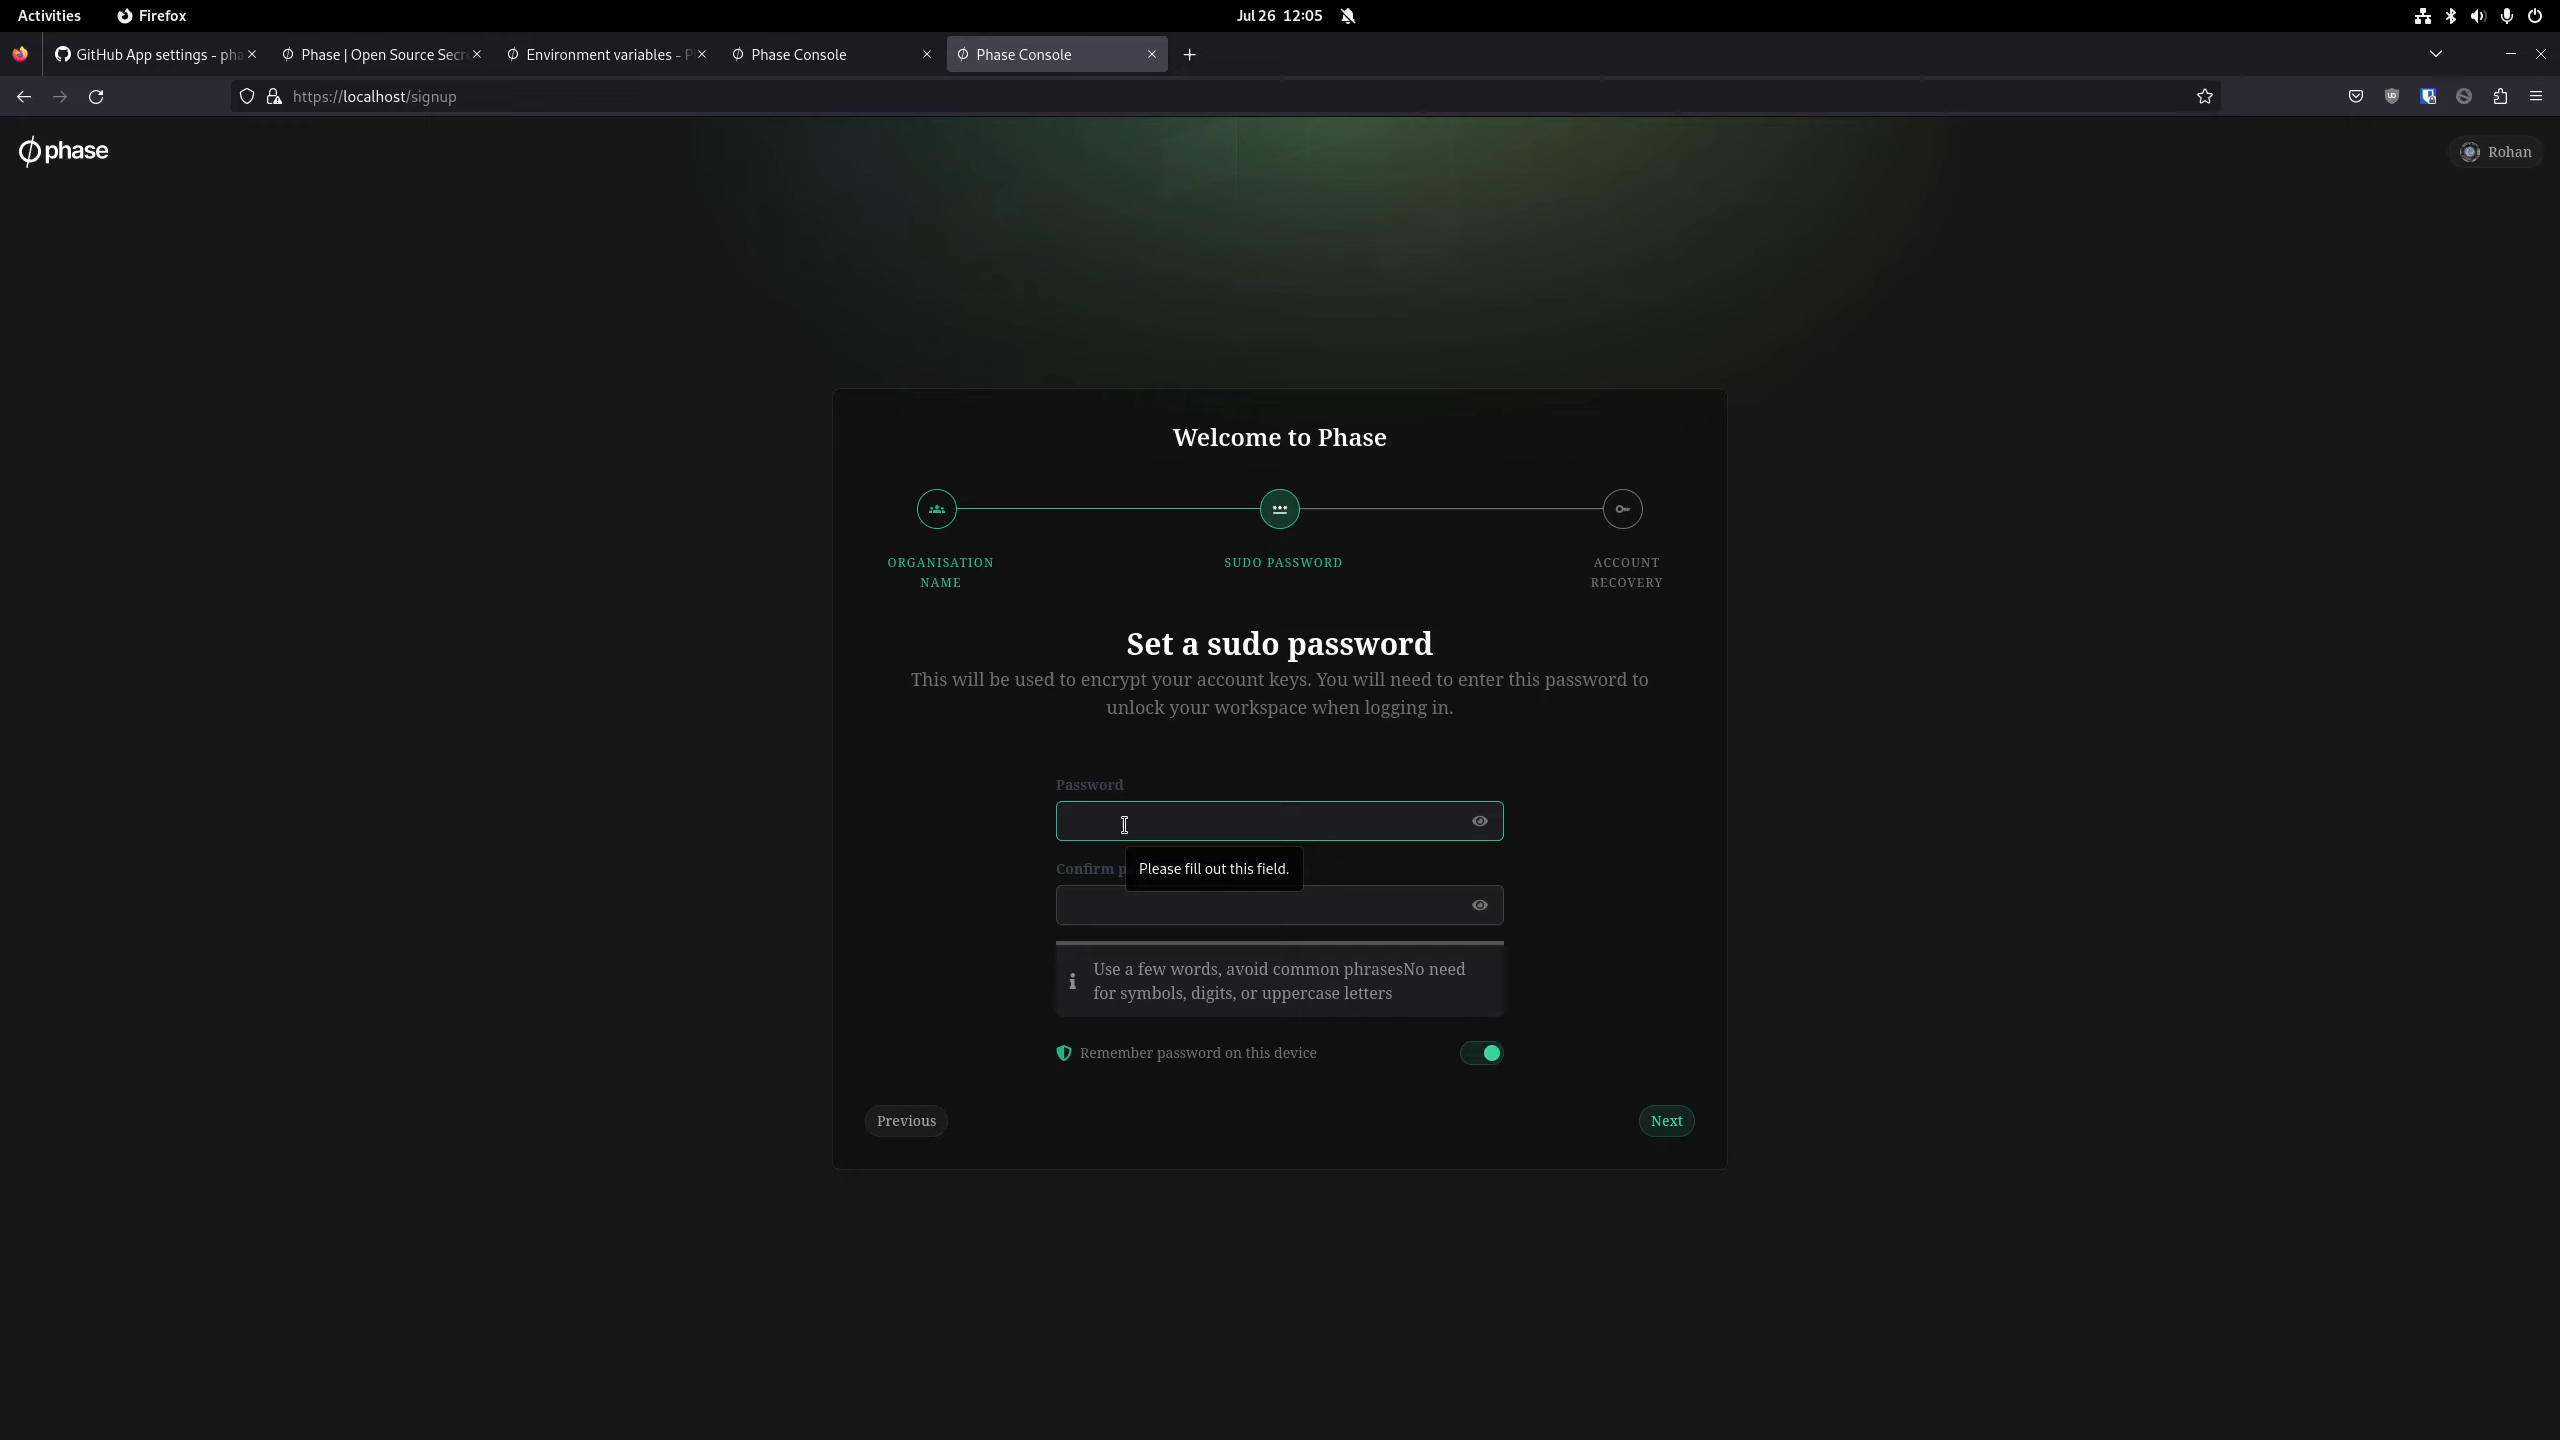 Activities
Firefox
Jul 26 12:05
GitHub App settings - pha
Phase | Open Source Secr
Environment variables - P
Phase Console
Phase Console
https://localhost/signup
phase
Rohan
Welcome to Phase
ORGANISATION
NAME
SUDO PASSWORD
ACCOUNT
RECOVERY
Set a sudo password
This will be used to encrypt your account keys. You will need to enter this password to
unlock your workspace when logging in.
Password
Confirm p
Please fill out this field.
Use a few words, avoid common phrasesNo need
for symbols, digits, or uppercase letters
Remember password on this device
Previous
Next